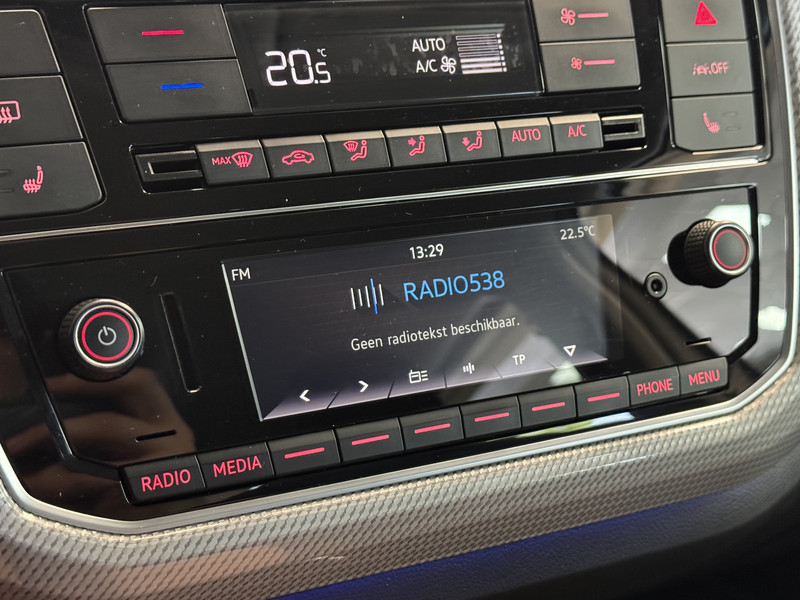 20.5 °C
AUTO
A/C
OFF
MAX
AUTO
A/C
FM
13:29
22.5°C
RADIO538
Geen radiotekst beschikbaar.
TP
RADIO
MEDIA
PHONE
MENU